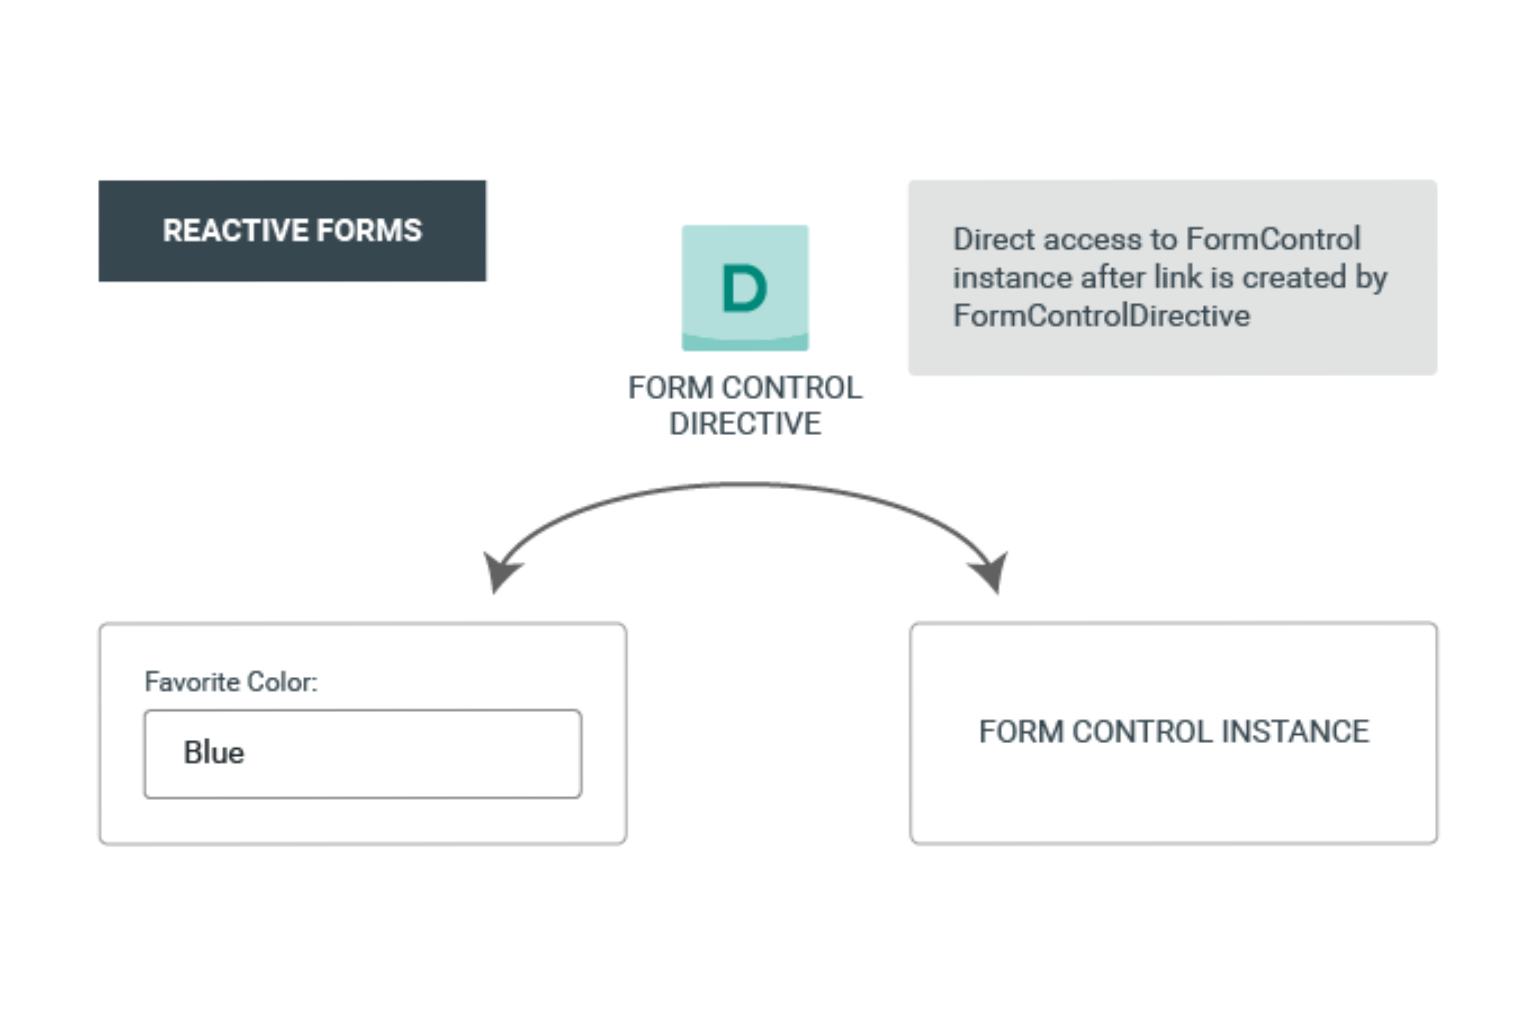 REACTIVE FORMS
D
FORM CONTROL
DIRECTIVE
Direct access to FormControl
instance after link is created by
FormControlDirective
Favorite Color:
Blue
FORM CONTROL INSTANCE